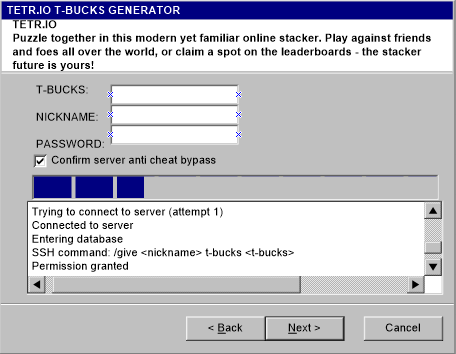 TETR.IO T-BUCKS GENERATOR
TETR.IO
Puzzle together in this modern yet familiar online stacker. Play against friends
and foes all over the world, or claim a spot on the leaderboards - the stacker
future is yours!
T-BUCKS:
NICKNAME:
PASSWORD:
Confirm server anti cheat bypass
Trying to connect to server (attempt 1)
Connected to server
Entering database
SSH command: /give <nickname> t-bucks <t-bucks>
Permission granted
< Back
Next >
Cancel